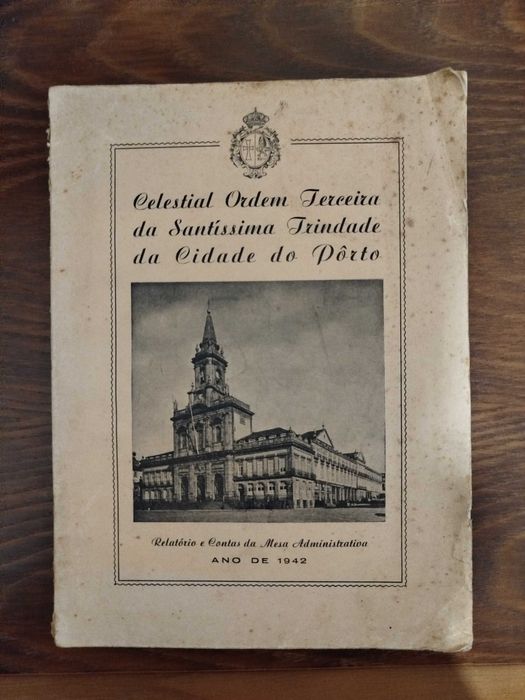 Celestial Ordem Terceira
da Santíssima Trindade
da Cidade do Pôrto
Relatório e Contas da Mesa Administrativa
ANO DE 1942